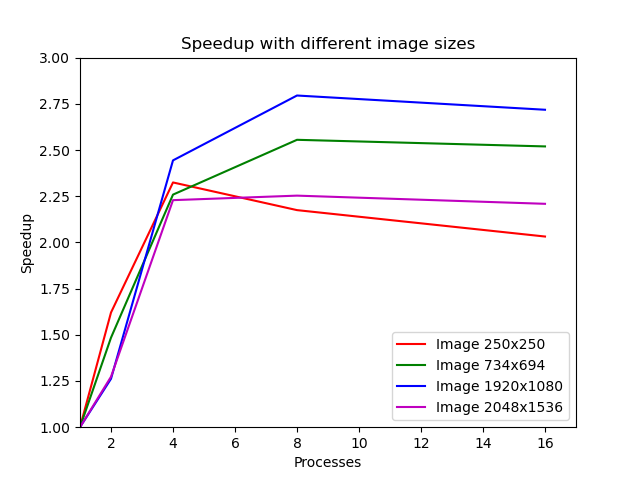 Speedup with different image sizes
3.00
2.75
2.50
2.25
2.00
1.75
1.50
1.25
1.00
Speedup
Image 250x250
Image 734x694
Image 1920x1080
Image 2048x1536
2 4 6 8 10 12 14 16
Processes